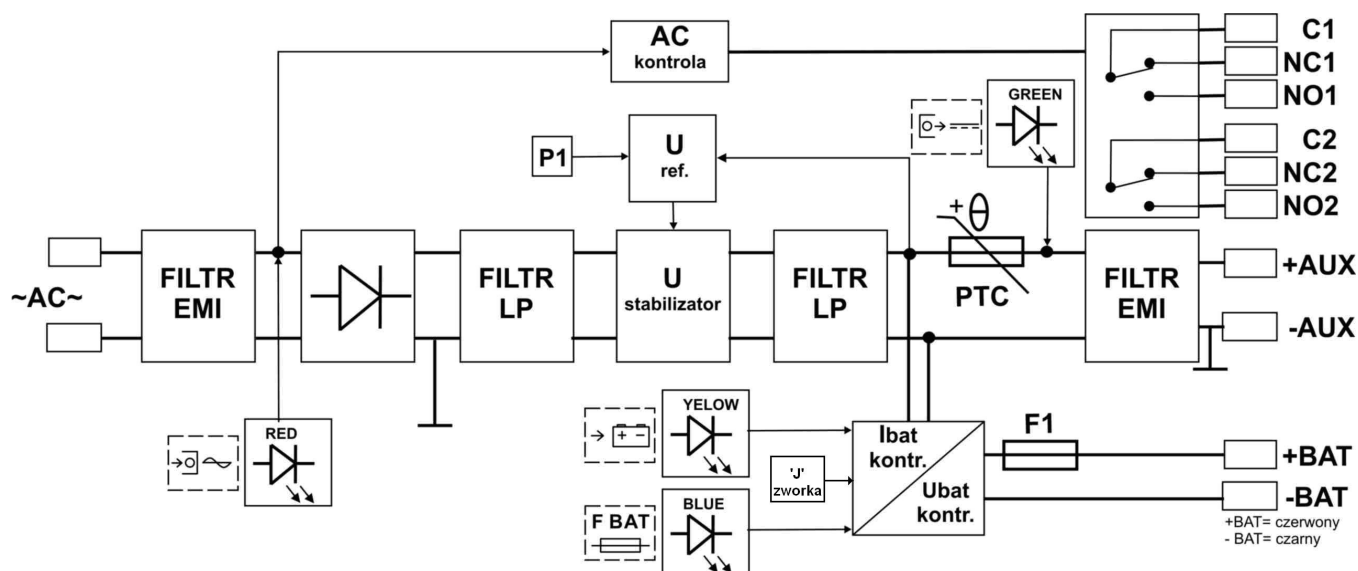 AC
kontrola
C1
NC1
NO1
C2
NC2
NO2
GREEN
P1
U
ref.
+ θ
PTC
~AC~
FILTR
EMI
FILTR
LP
U
stabilizator
FILTR
LP
FILTR
EMI
+AUX
-AUX
RED
YELOW
+ -
'J'
zworka
F BAT
BLUE
Ibat
kontr.
Ubat
kontr.
F1
+BAT
-BAT
+BAT= czerwony
- BAT= czarny